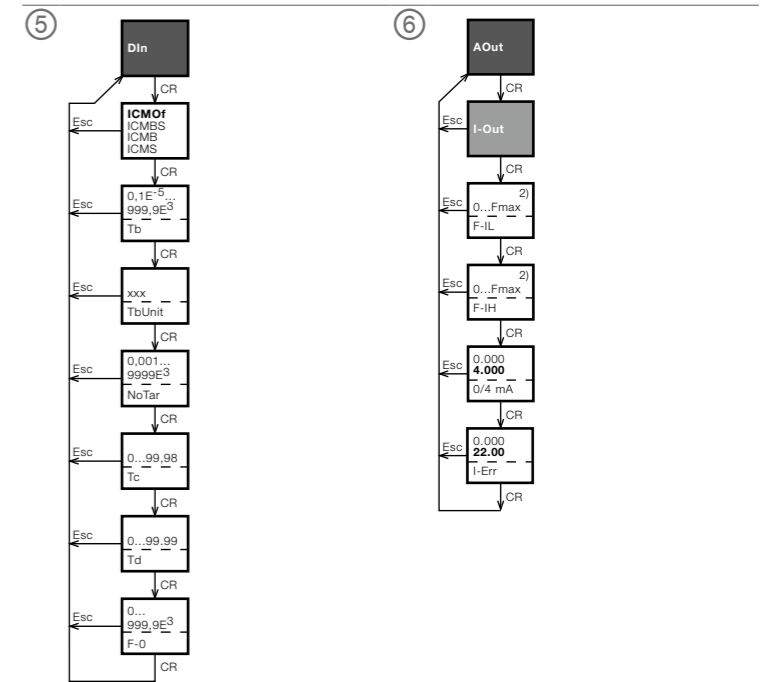 5
DIn
CR
Esc
ICMOf
ICMBS
ICMB
ICMS
CR
Esc
0,1E-5...
999,9E3
Tb
CR
Esc
xxx
TbUnit
CR
Esc
0,001...
9999E3
NoTar
CR
Esc
0...99,98
Tc
CR
Esc
0...99.99
Td
CR
Esc
0...
999,9E3
F-0
CR
6
AOut
CR
Esc
I-Out
CR
Esc
2)
0...Fmax
F-IL
CR
Esc
2)
0...Fmax
F-IH
CR
Esc
0.000
4.000
0/4 mA
CR
Esc
0.000
22.00
I-Err
CR